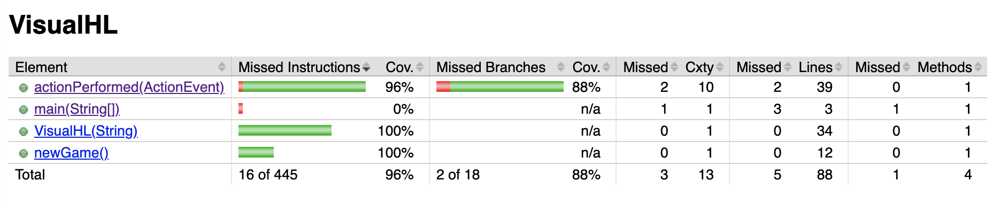 VisualHL
Element Missed Instructions Cov. Missed Branches Cov. Missed Cxty Missed Lines Missed Methods
actionPerformed(ActionEvent) 96% 88% 2 10 2 39 0 1
main(String[]) 0% n/a 1 1 3 3 1 1
VisualHL(String) 100% n/a 0 1 0 34 0 1
newGame() 100% n/a 0 1 0 12 0 1
Total 16 of 445 96% 2 of 18 88% 3 13 5 88 1 4